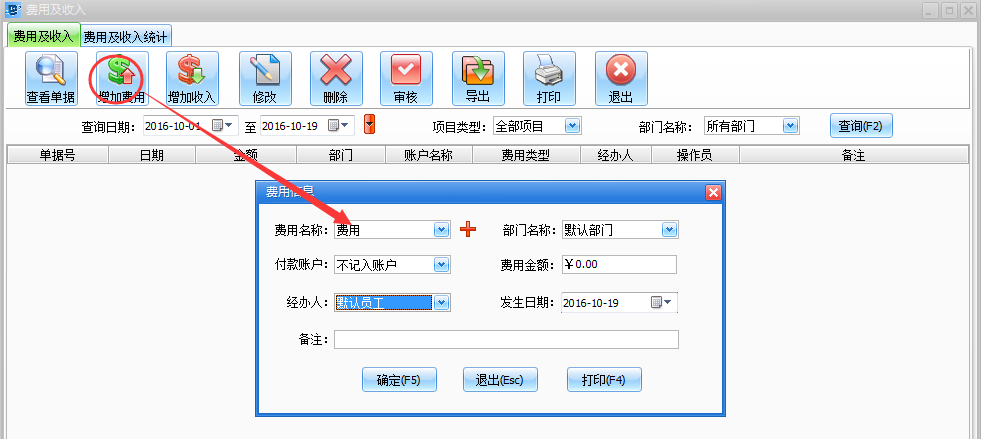 费用及收入
费用及收入 费用及收入统计
查看单据 增加费用 增加收入 修改 删除 审核 导出 打印 退出
查询日期: 2016-10-01 至 2016-10-19 项目类型: 全部项目 部门名称: 所有部门 查询(F2)
单据号 日期 金额 部门 账户名称 费用类型 经办人 操作员 备注
费用信息
费用名称: 费用 部门名称: 默认部门
付款账户: 不记入账户 费用金额: ￥0.00
经办人: 默认员工 发生日期: 2016-10-19
备注:
确定(F5) 退出(Esc) 打印(F4)